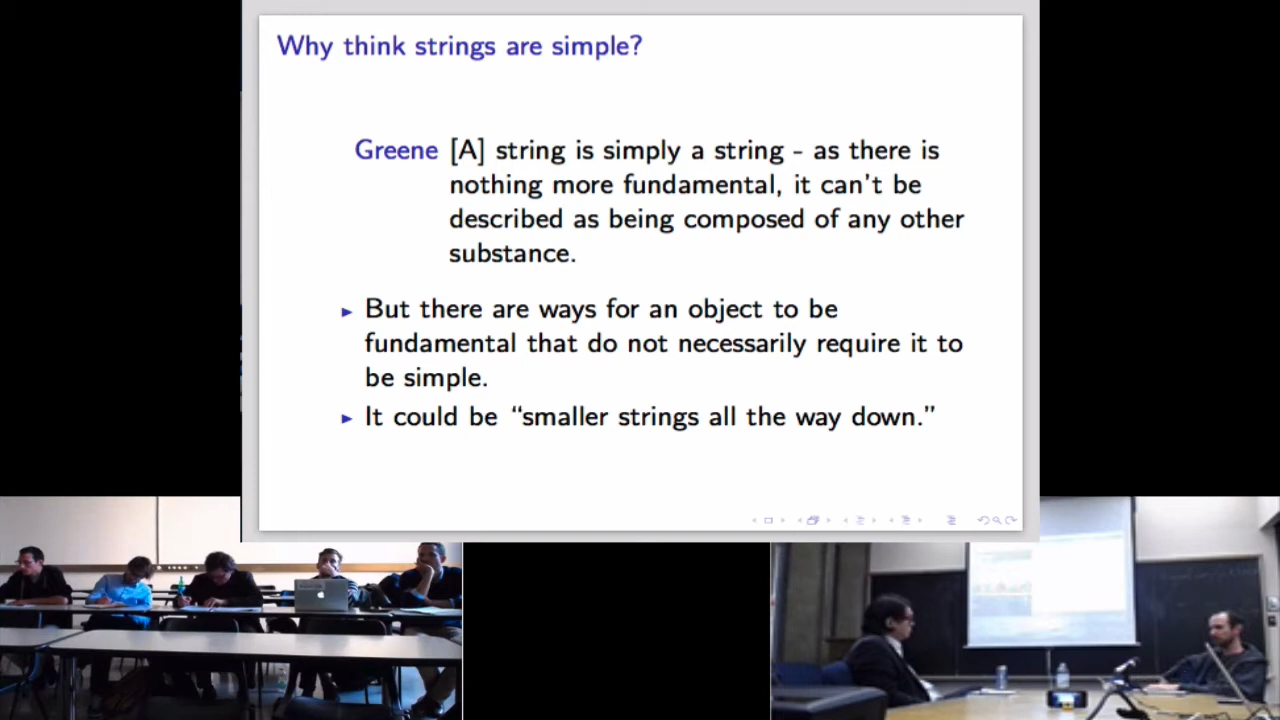 Why think strings are simple?
Greene [A] string is simply a string - as there is
nothing more fundamental, it can't be
described as being composed of any other
substance.
But there are ways for an object to be
fundamental that do not necessarily require it to
be simple.
It could be “smaller strings all the way down.”